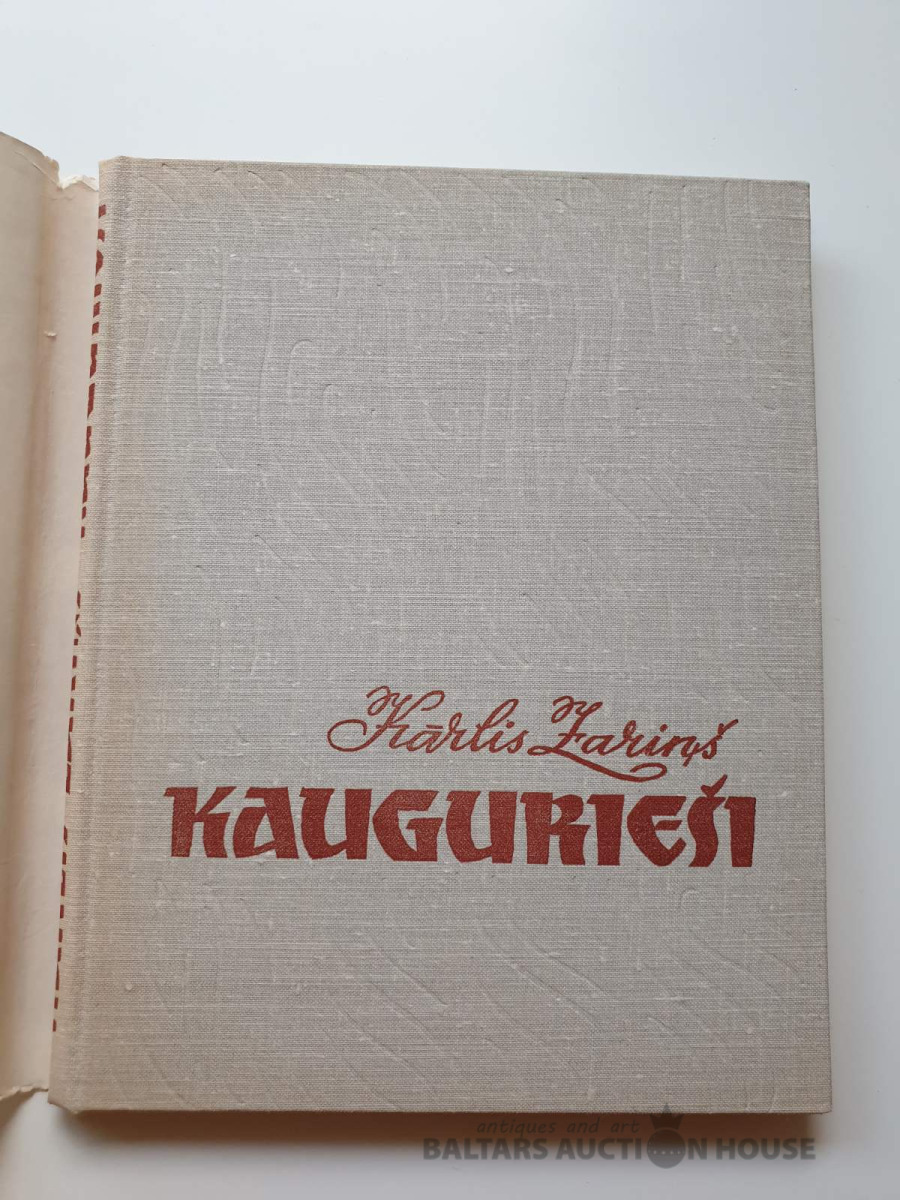 Kārlis Zariņš
KAUGURIEŠI
antiques and art
BALTARS AUCTION HOUSE